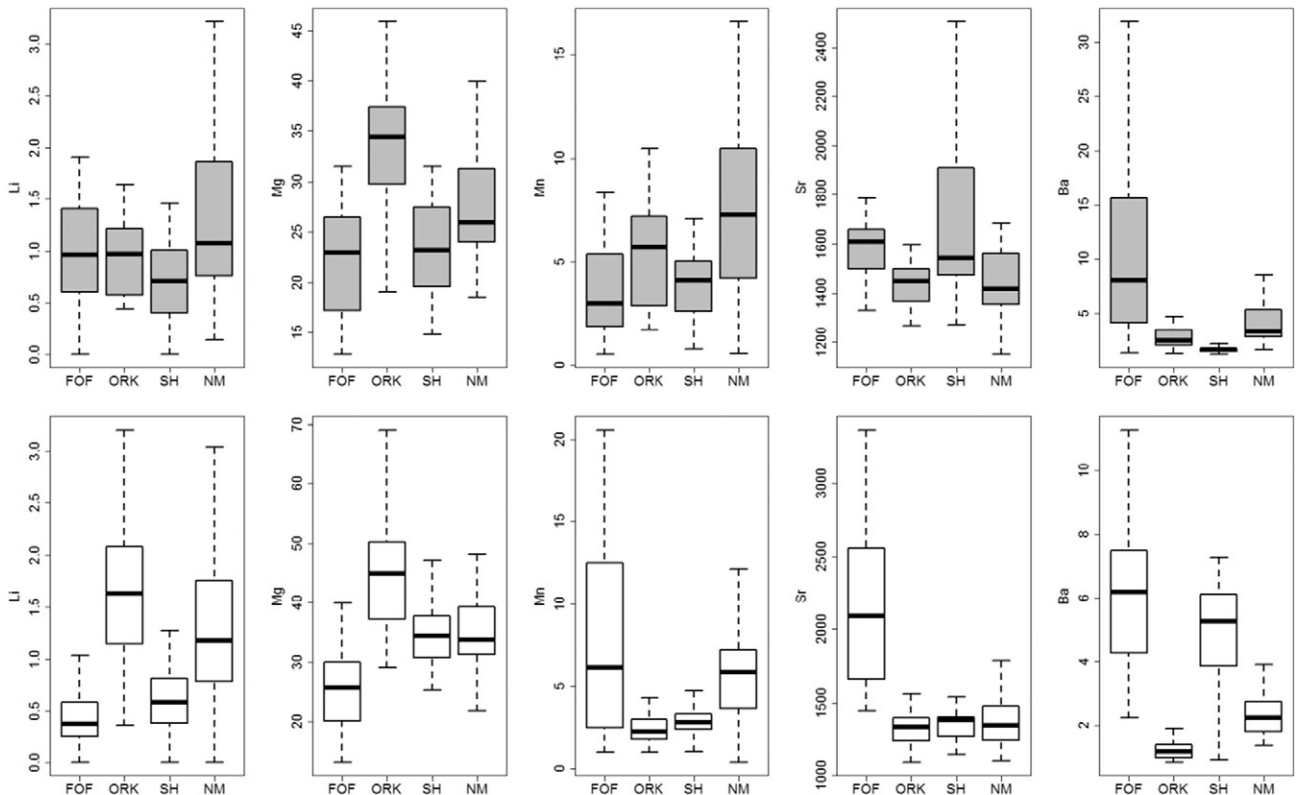 Li
3.0
2.5
2.0
1.5
1.0
0.5
0.0
FOF ORK SH NM
Mg
45
40
35
30
25
20
15
FOF ORK SH NM
Mn
15
10
5
0
FOF ORK SH NM
Sr
2400
2200
2000
1800
1600
1400
1200
FOF ORK SH NM
Ba
30
25
20
15
10
5
FOF ORK SH NM
Li
3.0
2.5
2.0
1.5
1.0
0.5
0.0
FOF ORK SH NM
Mg
70
60
50
40
30
20
FOF ORK SH NM
Mn
20
15
10
5
0
FOF ORK SH NM
Sr
3000
2500
2000
1500
1000
FOF ORK SH NM
Ba
10
8
6
4
2
FOF ORK SH NM